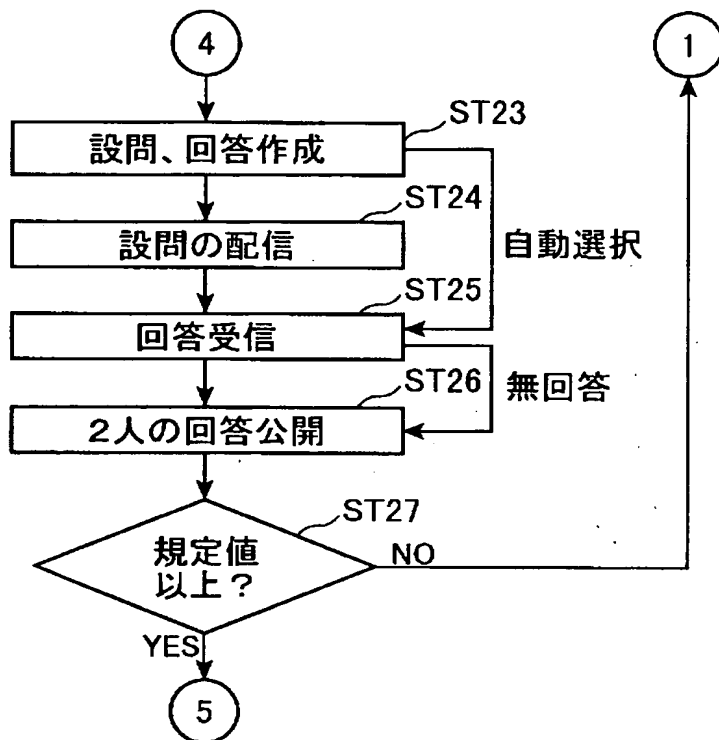 4
1
ST23
設問、回答作成
ST24
設問の配信
自動選択
ST25
回答受信
ST26
無回答
2人の回答公開
ST27
規定値
以上?
NO
YES
5